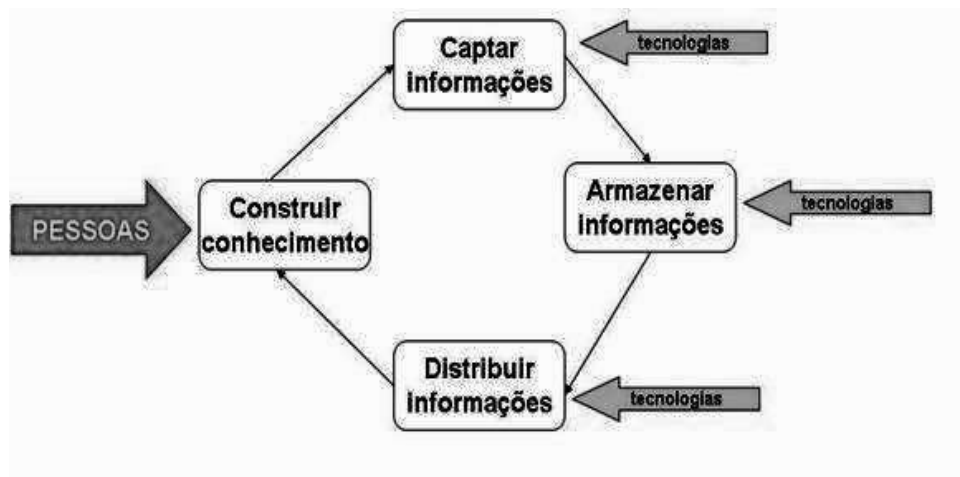 Captar
informações
tecnologias
Armazenar
informações
tecnologias
Construir
conhecimento
PESSOAS
Distribuir
informações
tecnologias